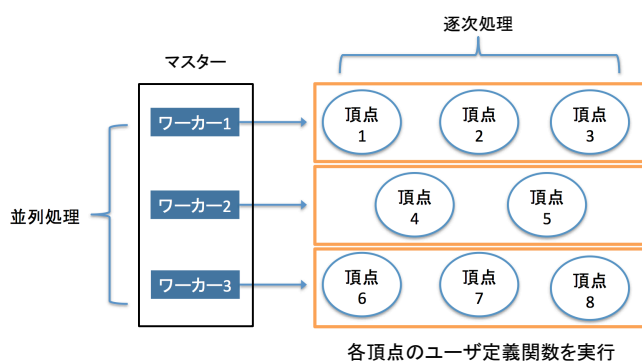 逐次処理
マスター
ワーカー1
頂点
1
頂点
2
頂点
3
並列処理
ワーカー2
頂点
4
頂点
5
ワーカー3
頂点
6
頂点
7
頂点
8
各頂点のユーザ定義関数を実行